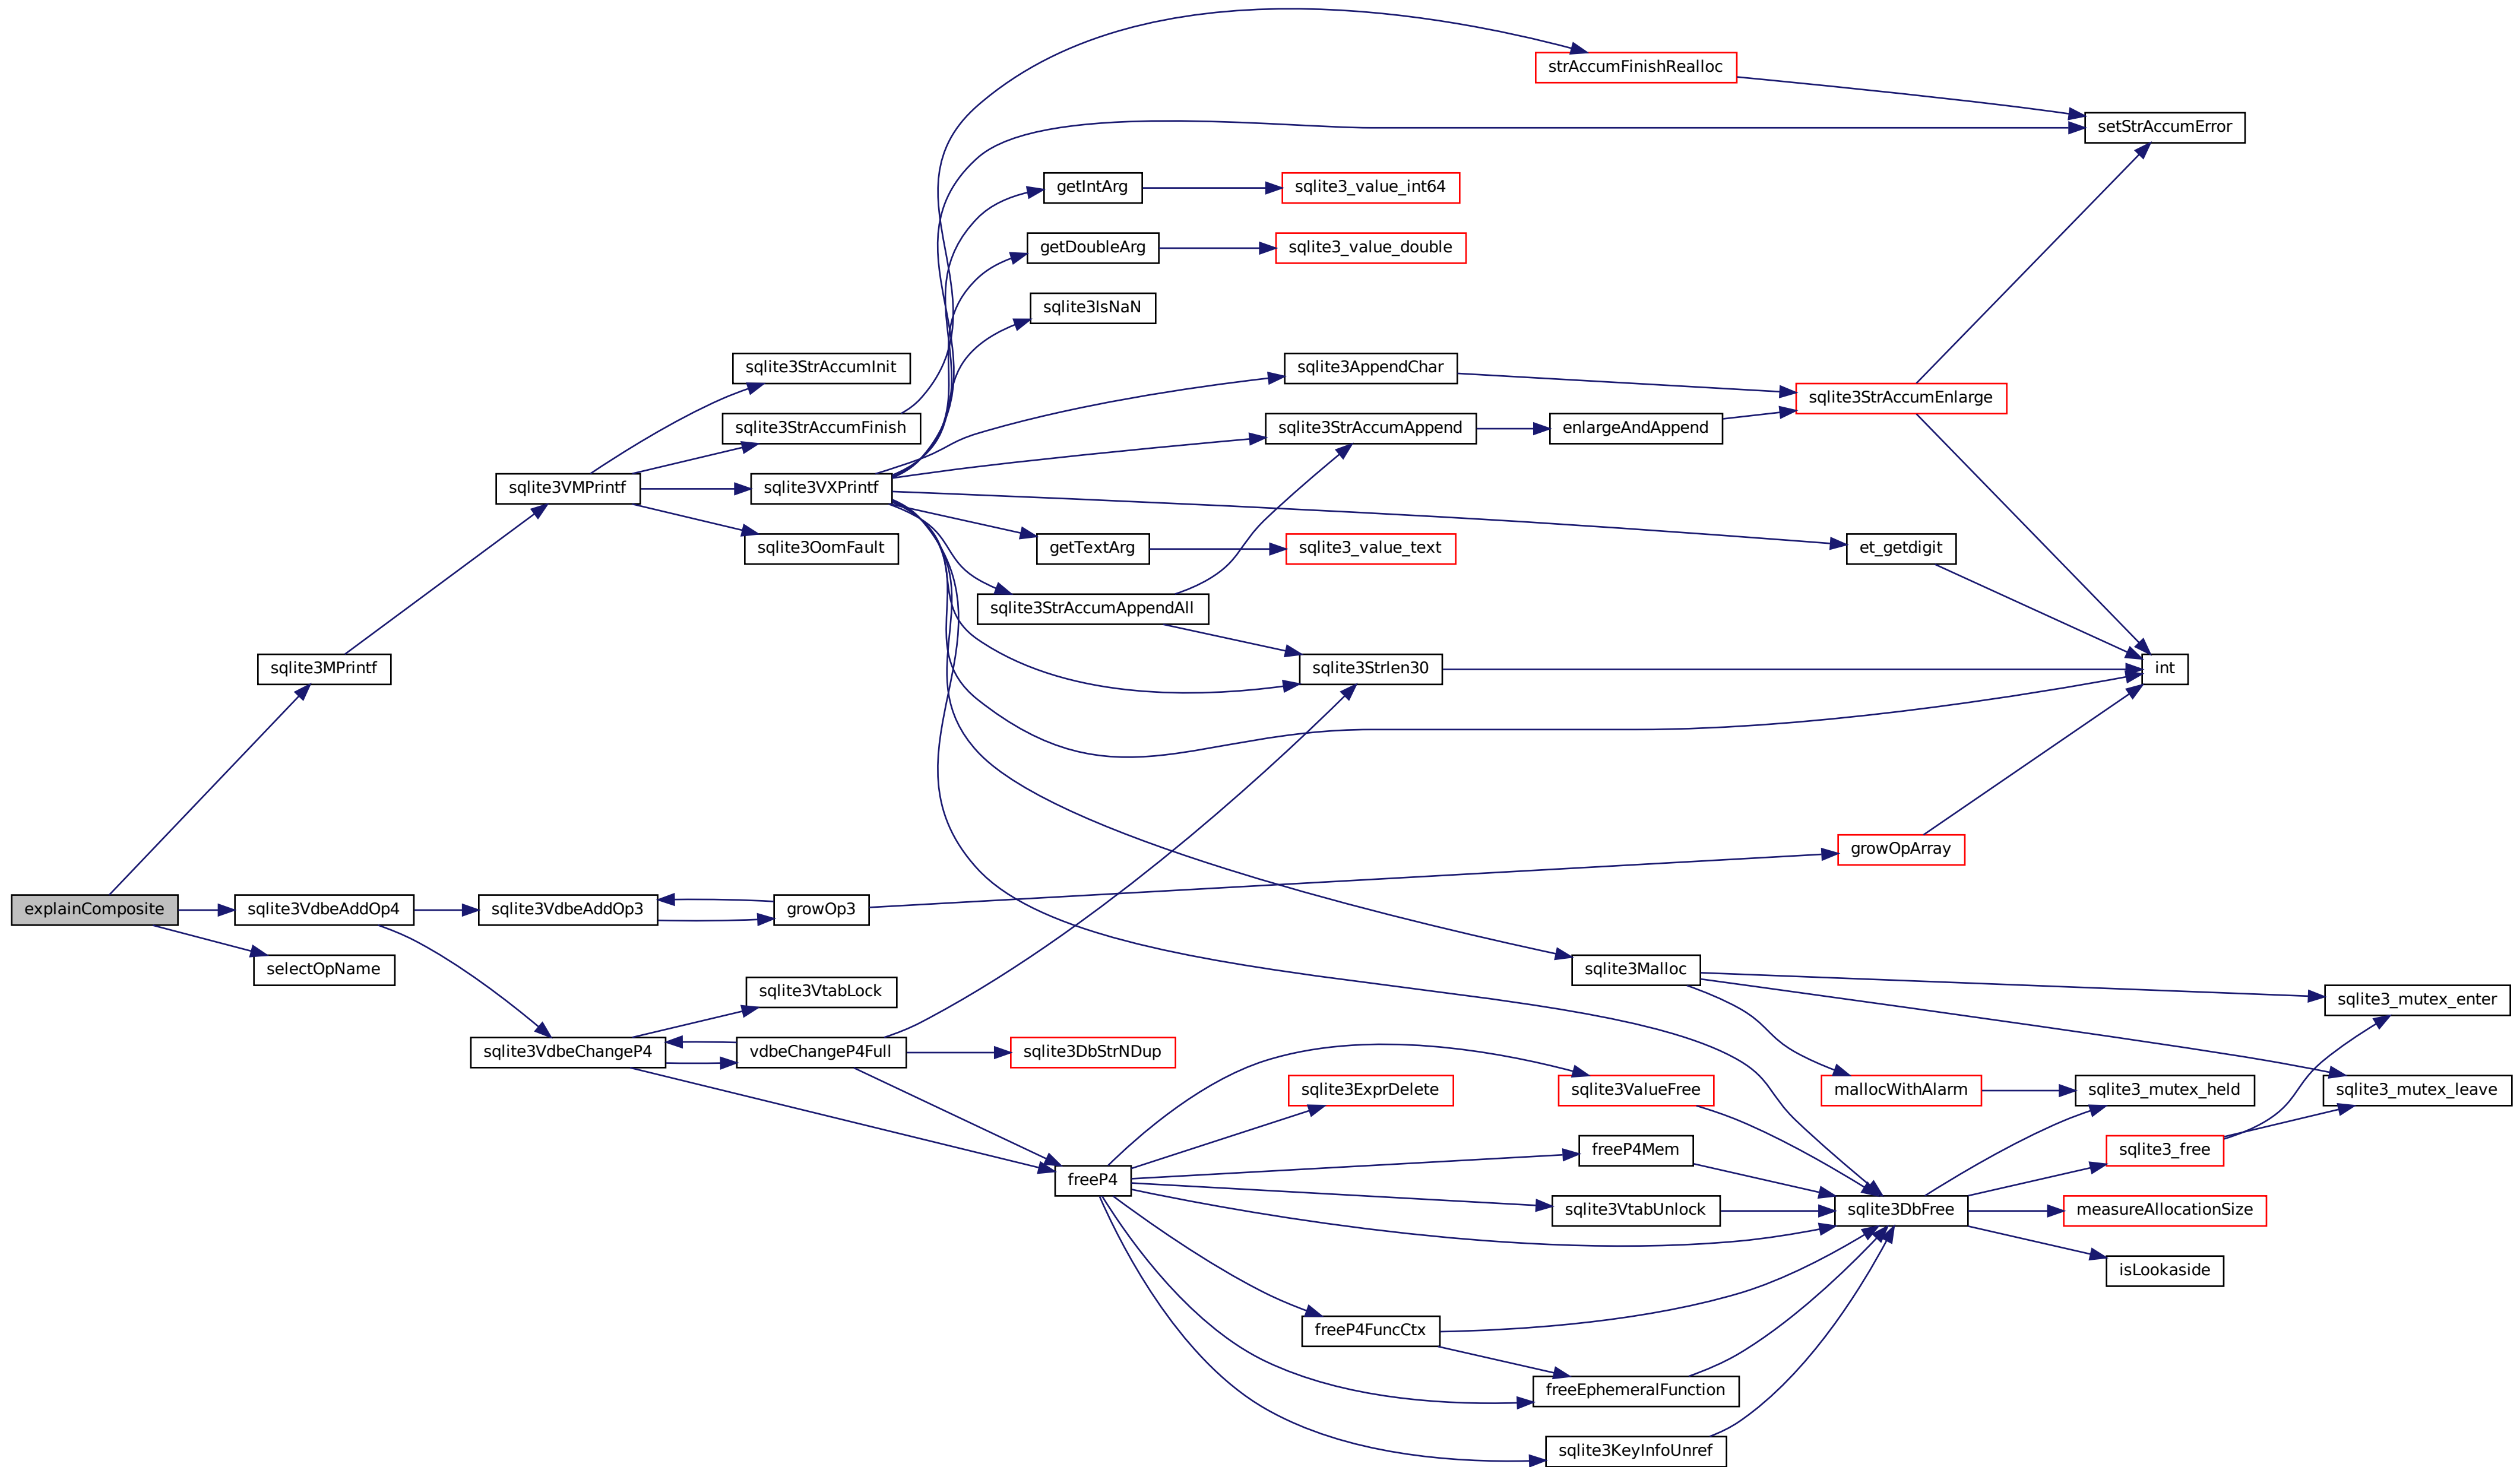 strAccumFinishRealloc
setStrAccumError
getIntArg
sqlite3_value_int64
getDoubleArg
sqlite3_value_double
sqlite3IsNaN
sqlite3StrAccumInit
sqlite3AppendChar
sqlite3StrAccumEnlarge
sqlite3StrAccumFinish
sqlite3StrAccumAppend
enlargeAndAppend
sqlite3VMPrintf
sqlite3VXPrintf
sqlite3OomFault
getTextArg
sqlite3_value_text
et_getdigit
sqlite3StrAccumAppendAll
sqlite3MPrintf
sqlite3Strlen30
int
growOpArray
explainComposite
sqlite3VdbeAddOp4
sqlite3VdbeAddOp3
growOp3
selectOpName
sqlite3Malloc
sqlite3VtabLock
sqlite3_mutex_enter
sqlite3VdbeChangeP4
vdbeChangeP4Full
sqlite3DbStrNDup
sqlite3ExprDelete
sqlite3ValueFree
mallocWithAlarm
sqlite3_mutex_held
sqlite3_mutex_leave
freeP4Mem
sqlite3_free
freeP4
sqlite3VtabUnlock
sqlite3DbFree
measureAllocationSize
isLookaside
freeP4FuncCtx
freeEphemeralFunction
sqlite3KeyInfoUnref